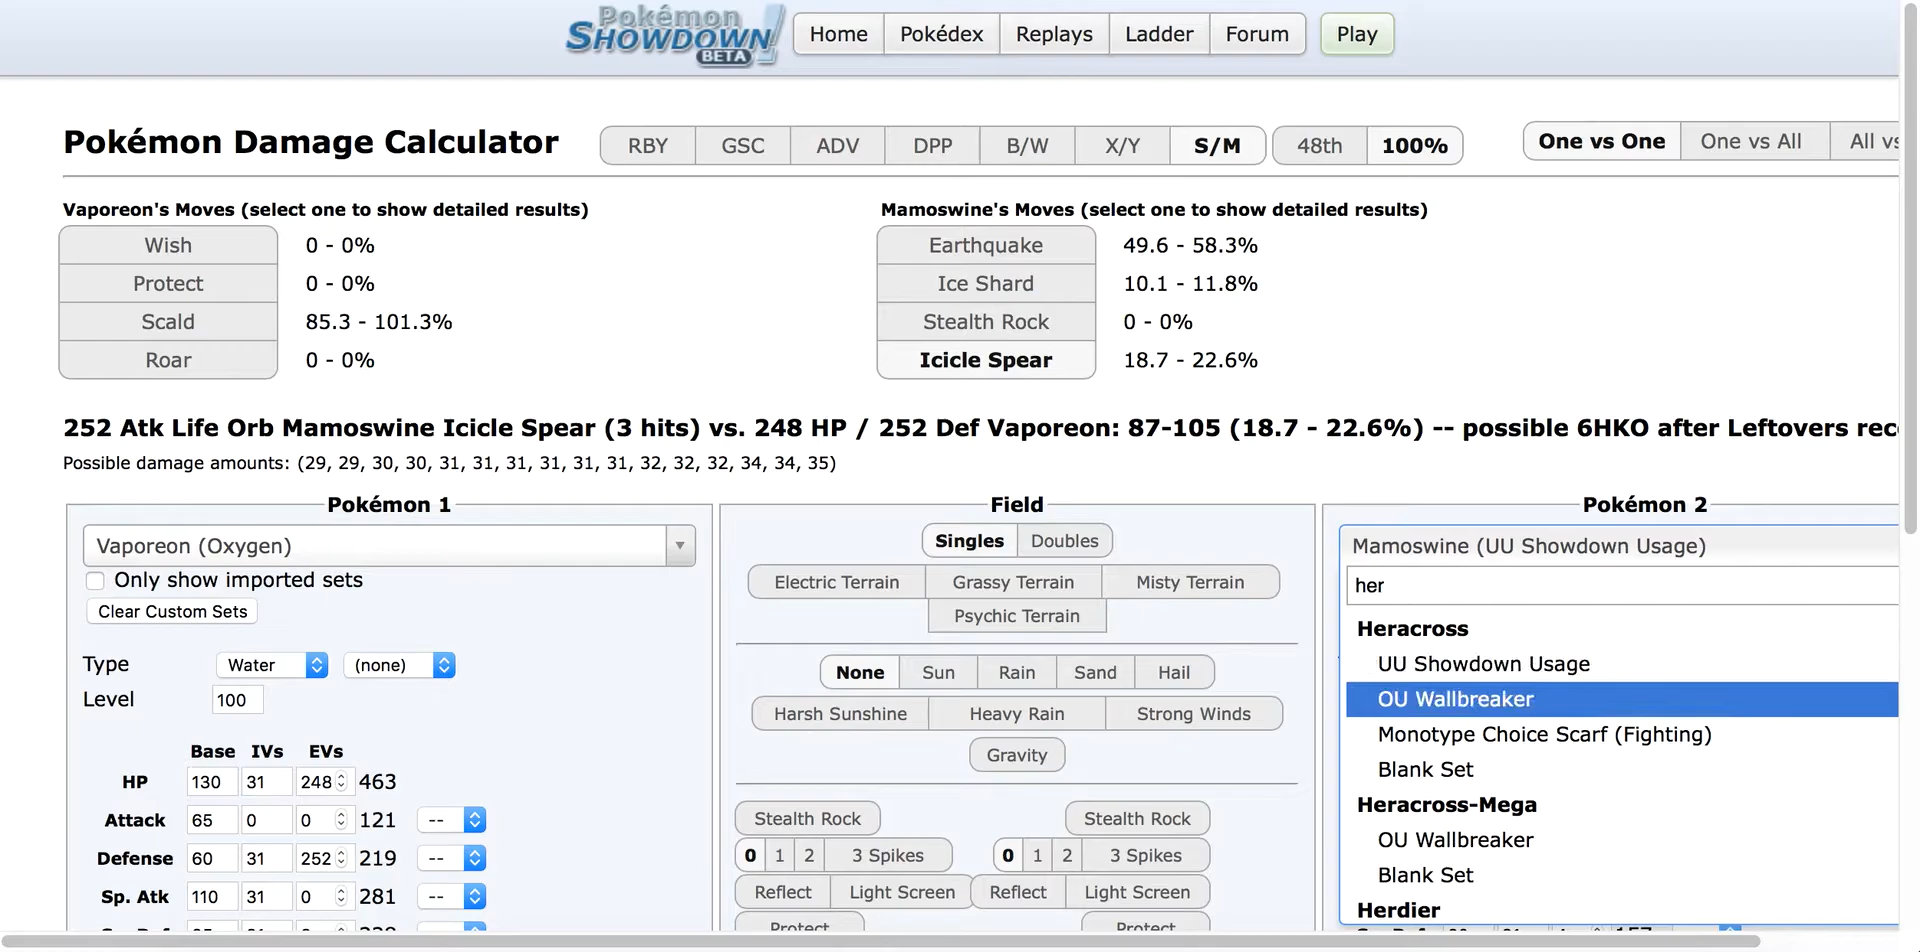 Pokémon
SHOWDOWN!
BETA
Home Pokédex Replays Ladder Forum Play
Pokémon Damage Calculator RBY GSC ADV DPP B/W X/Y S/M 48th 100% One vs One One vs All All vs
Vaporeon's Moves (select one to show detailed results) Mamoswine's Moves (select one to show detailed results)
Wish 0 - 0% Earthquake 49.6 - 58.3%
Protect 0 - 0% Ice Shard 10.1 - 11.8%
Scald 85.3 - 101.3% Stealth Rock 0 - 0%
Roar 0 - 0% Icicle Spear 18.7 - 22.6%
252 Atk Life Orb Mamoswine Icicle Spear (3 hits) vs. 248 HP / 252 Def Vaporeon: 87-105 (18.7 - 22.6%) -- possible 6HKO after Leftovers rec
Possible damage amounts: (29, 29, 30, 30, 31, 31, 31, 31, 31, 31, 32, 32, 32, 34, 34, 35)
Pokémon 1
Vaporeon (Oxygen)
Only show imported sets
Clear Custom Sets
Type Water (none)
Level 100
Base IVs EVs
HP 130 31 248 463
Attack 65 0 0 121 --
Defense 60 31 252 219 --
Sp. Atk 110 31 0 281 --
Field
Singles Doubles
Electric Terrain Grassy Terrain Misty Terrain
Psychic Terrain
None Sun Rain Sand Hail
Harsh Sunshine Heavy Rain Strong Winds
Gravity
Stealth Rock Stealth Rock
0 1 2 3 Spikes 0 1 2 3 Spikes
Reflect Light Screen Reflect Light Screen
Protect Protect
Pokémon 2
Mamoswine (UU Showdown Usage)
her
Heracross
UU Showdown Usage
OU Wallbreaker
Monotype Choice Scarf (Fighting)
Blank Set
Heracross-Mega
OU Wallbreaker
Blank Set
Herdier